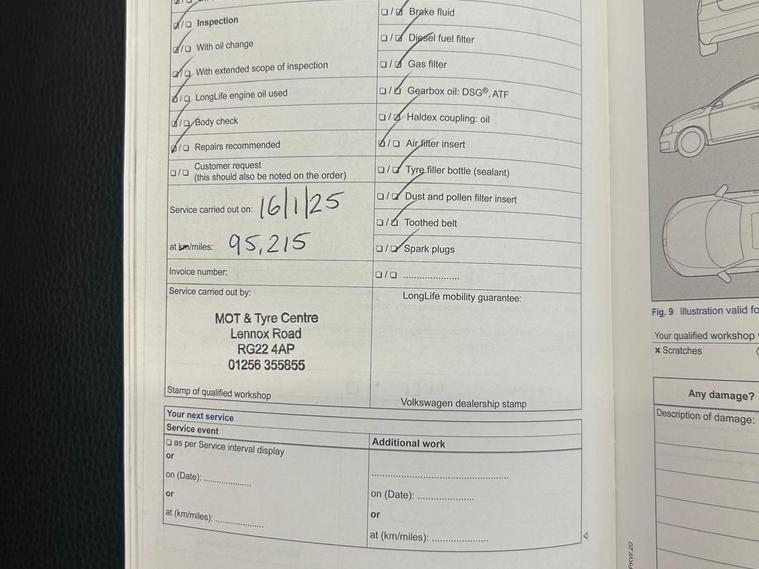 Inspection
With oil change
With extended scope of inspection
LongLife engine oil used
Body check
Repairs recommended
Customer request
(this should also be noted on the order)
Service carried out on: 16/1/25
at km/miles: 95,215
Invoice number:
Service carried out by:
MOT & Tyre Centre
Lennox Road
RG22 4AP
01256 355855
Stamp of qualified workshop
Brake fluid
Diesel fuel filter
Gas filter
Gearbox oil: DSG®, ATF
Haldex coupling: oil
Air filter insert
Tyre filler bottle (sealant)
Dust and pollen filter insert
Toothed belt
Spark plugs
LongLife mobility guarantee:
Volkswagen dealership stamp
Your next service
Service event
as per Service interval display
or
on (Date):
or
at (km/miles):
Additional work
on (Date):
or
at (km/miles):
Fig. 9 Illustration valid
Your qualified workshop
x Scratches
Any damage?
Description of damage: